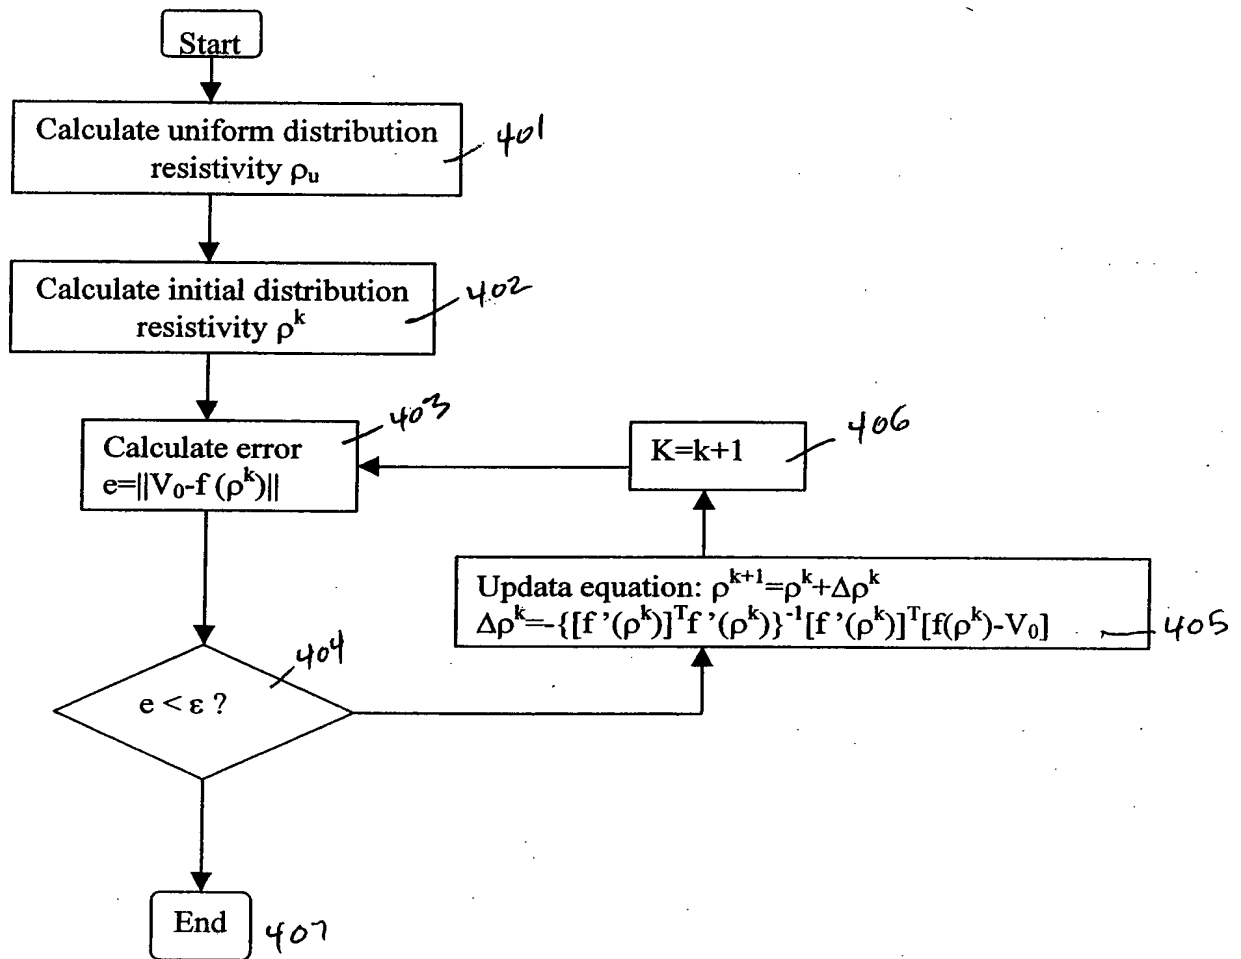 Start
Calculate uniform distribution
resistivity ρᵤ
401
Calculate initial distribution
resistivity ρᵏ
402
Calculate error
e=||V₀-f (ρᵏ)||
403
K=k+1
406
Updata equation: ρᵏ⁺¹=ρᵏ+Δρᵏ
Δρᵏ=-{[f '(ρᵏ)]ᵀf '(ρᵏ)}⁻¹[f '(ρᵏ)]ᵀ[f(ρᵏ)-V₀]
405
e < ε ?
404
End
407